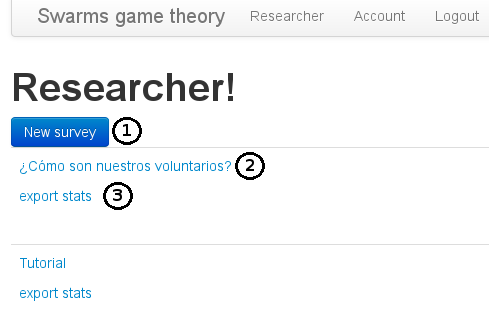 Swarms game theory Researcher Account Logout
Researcher!
New survey 1
¿Cómo son nuestros voluntarios? 2
export stats 3
Tutorial
export stats